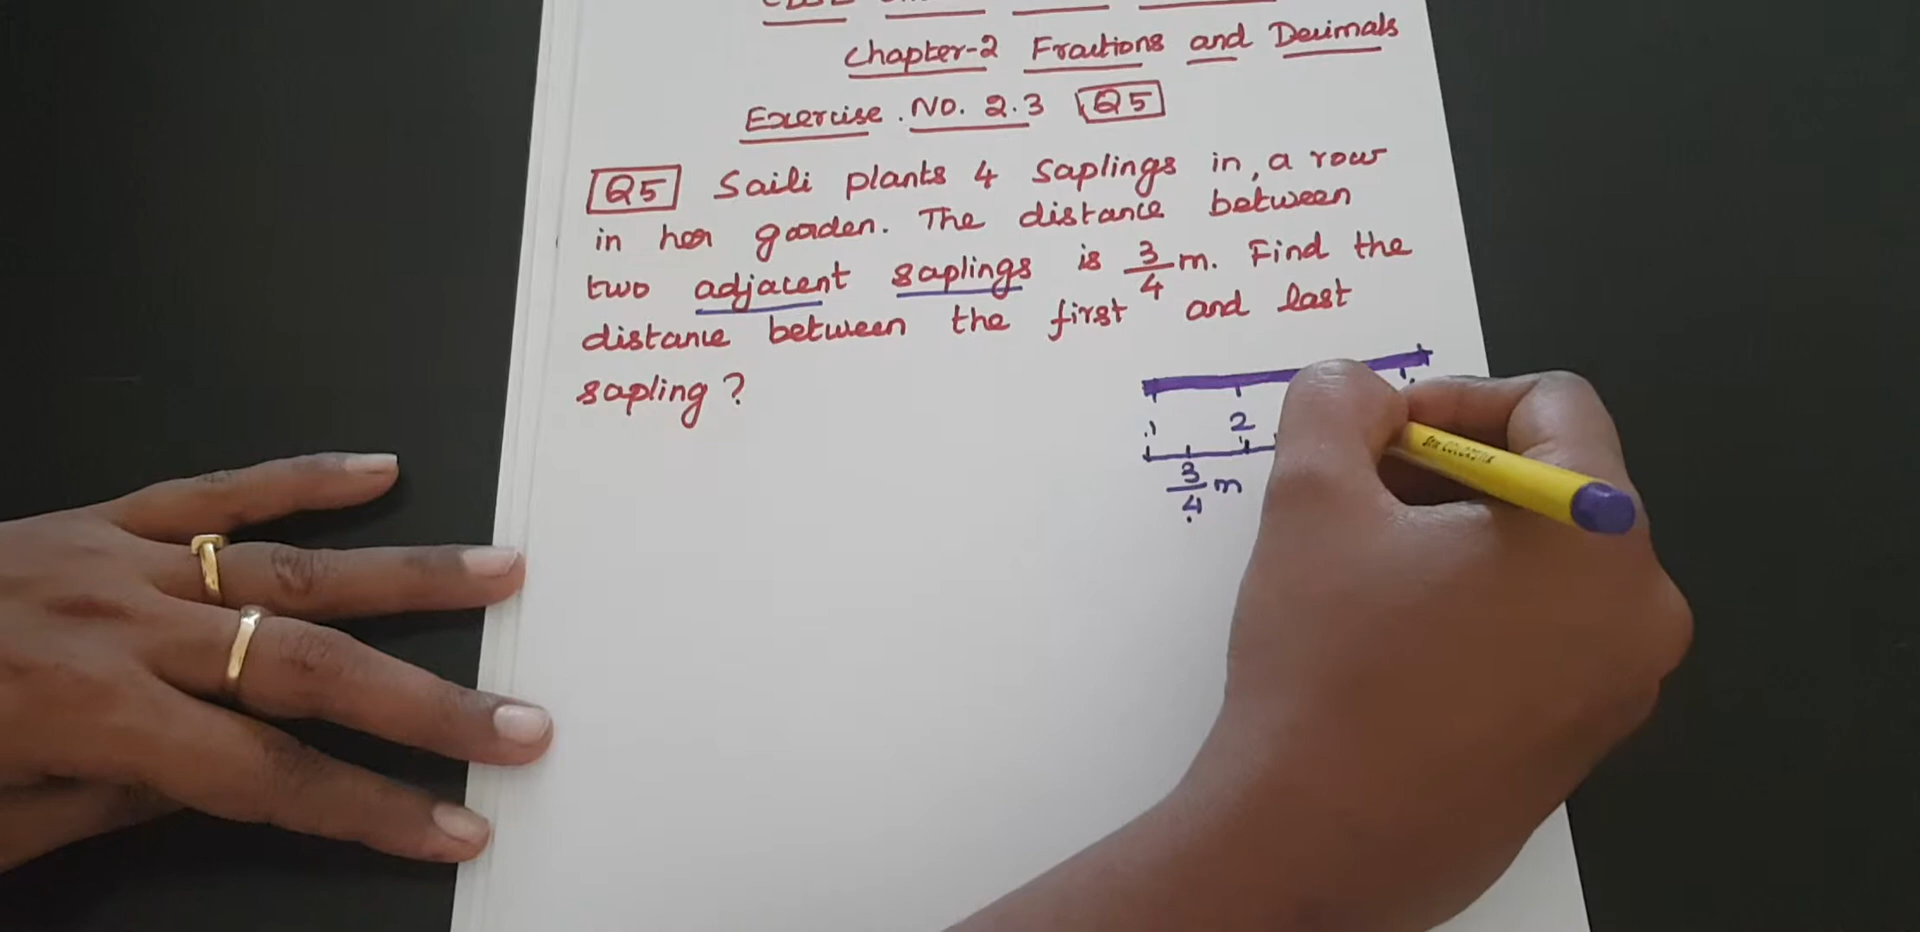 Chapter-2 Fractions and Decimals
Exercise. No. 2.3 Q5
Q5 Saili plants 4 saplings in, a row
in her garden. The distance between
two adjacent saplings is 3/4 m. Find the
distance between the first and last
sapling?
1 2
3/4 m